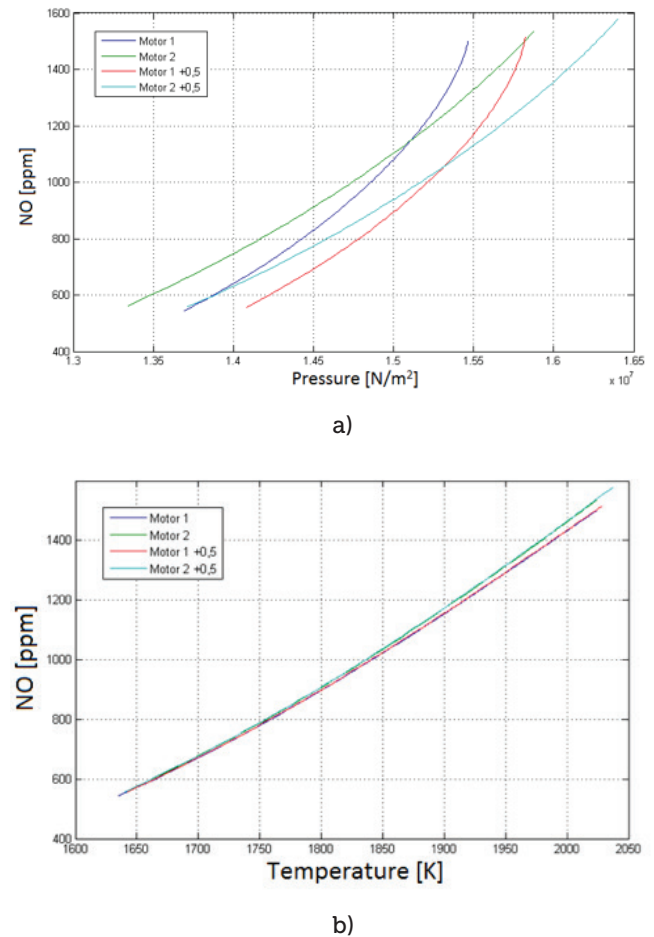 1600
1400
1200
1000
800
600
400
NO [ppm]
Motor 1
Motor 2
Motor 1 +0,5
Motor 2 +0,5
1.3 1.35 1.4 1.45 1.5 1.55 1.6 1.65
Pressure [N/m²]
x 10⁷
a)
1400
1200
1000
800
600
400
NO [ppm]
Motor 1
Motor 2
Motor 1 +0,5
Motor 2 +0,5
1600 1650 1700 1750 1800 1850 1900 1950 2000 2050
Temperature [K]
b)